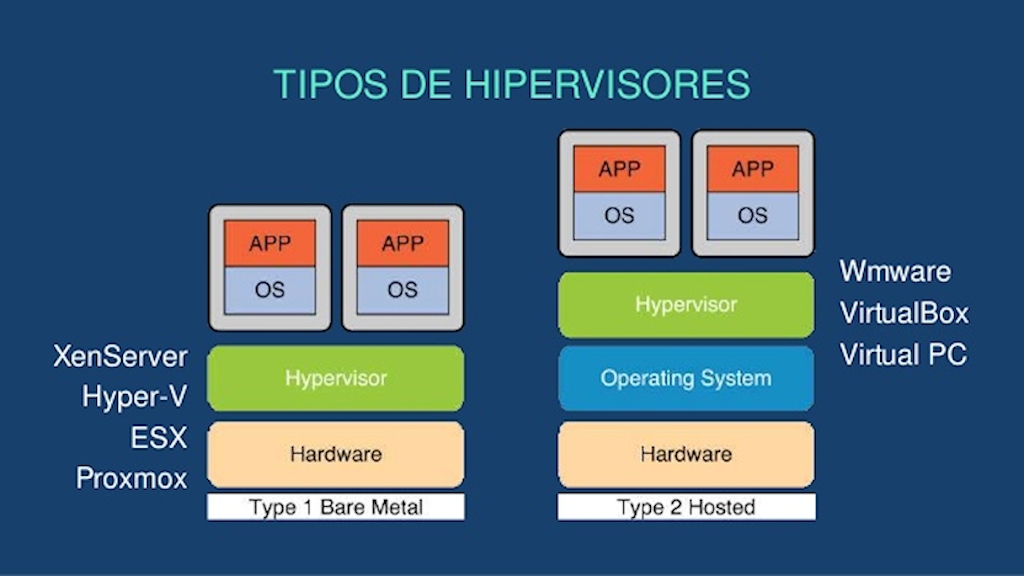 TIPOS DE HIPERVISORES
APP
OS
APP
OS
Hypervisor
Hardware
Type 1 Bare Metal
XenServer
Hyper-V
ESX
Proxmox
APP
OS
APP
OS
Hypervisor
Operating System
Hardware
Type 2 Hosted
Wmware
VirtualBox
Virtual PC